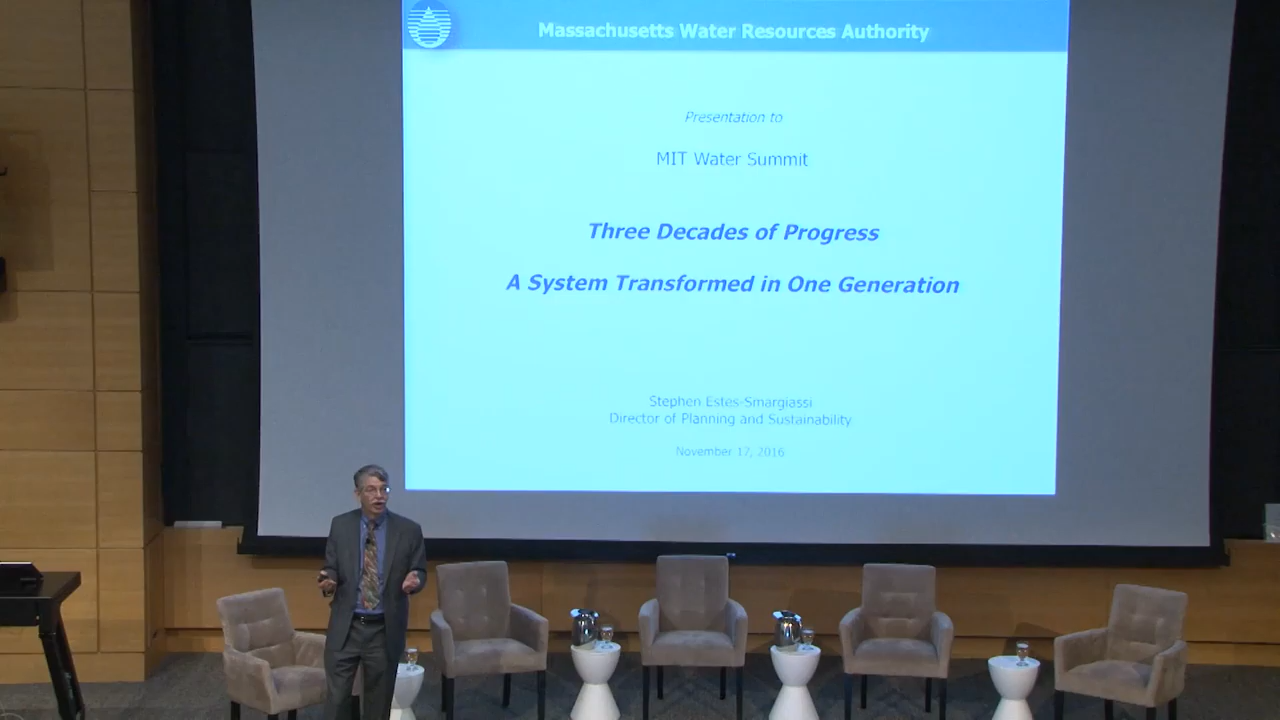 Massachusetts Water Resources Authority
Presentation to
MIT Water Summit
Three Decades of Progress
A System Transformed in One Generation
Stephen Estes-Smargiassi
Director of Planning and Sustainability
November 17, 2016